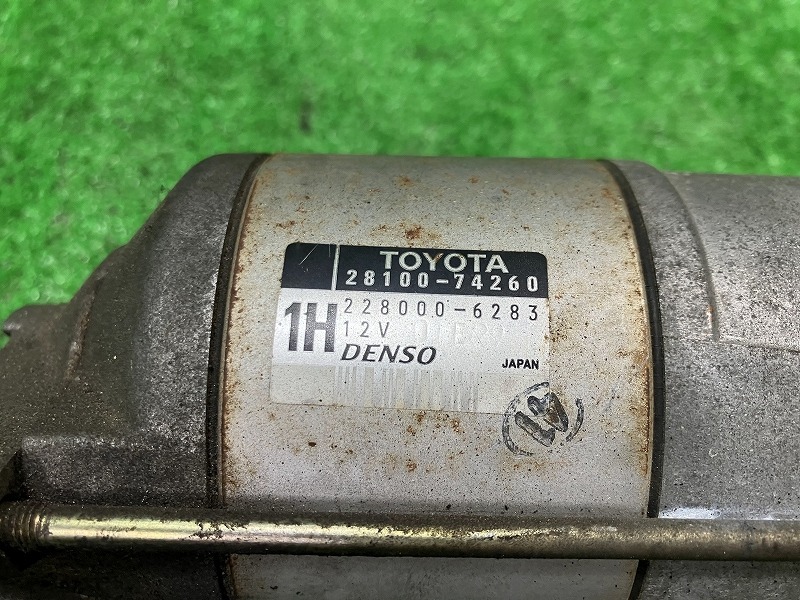 TOYOTA
28100-74260
1H
228000-6283
12V
DENSO
JAPAN